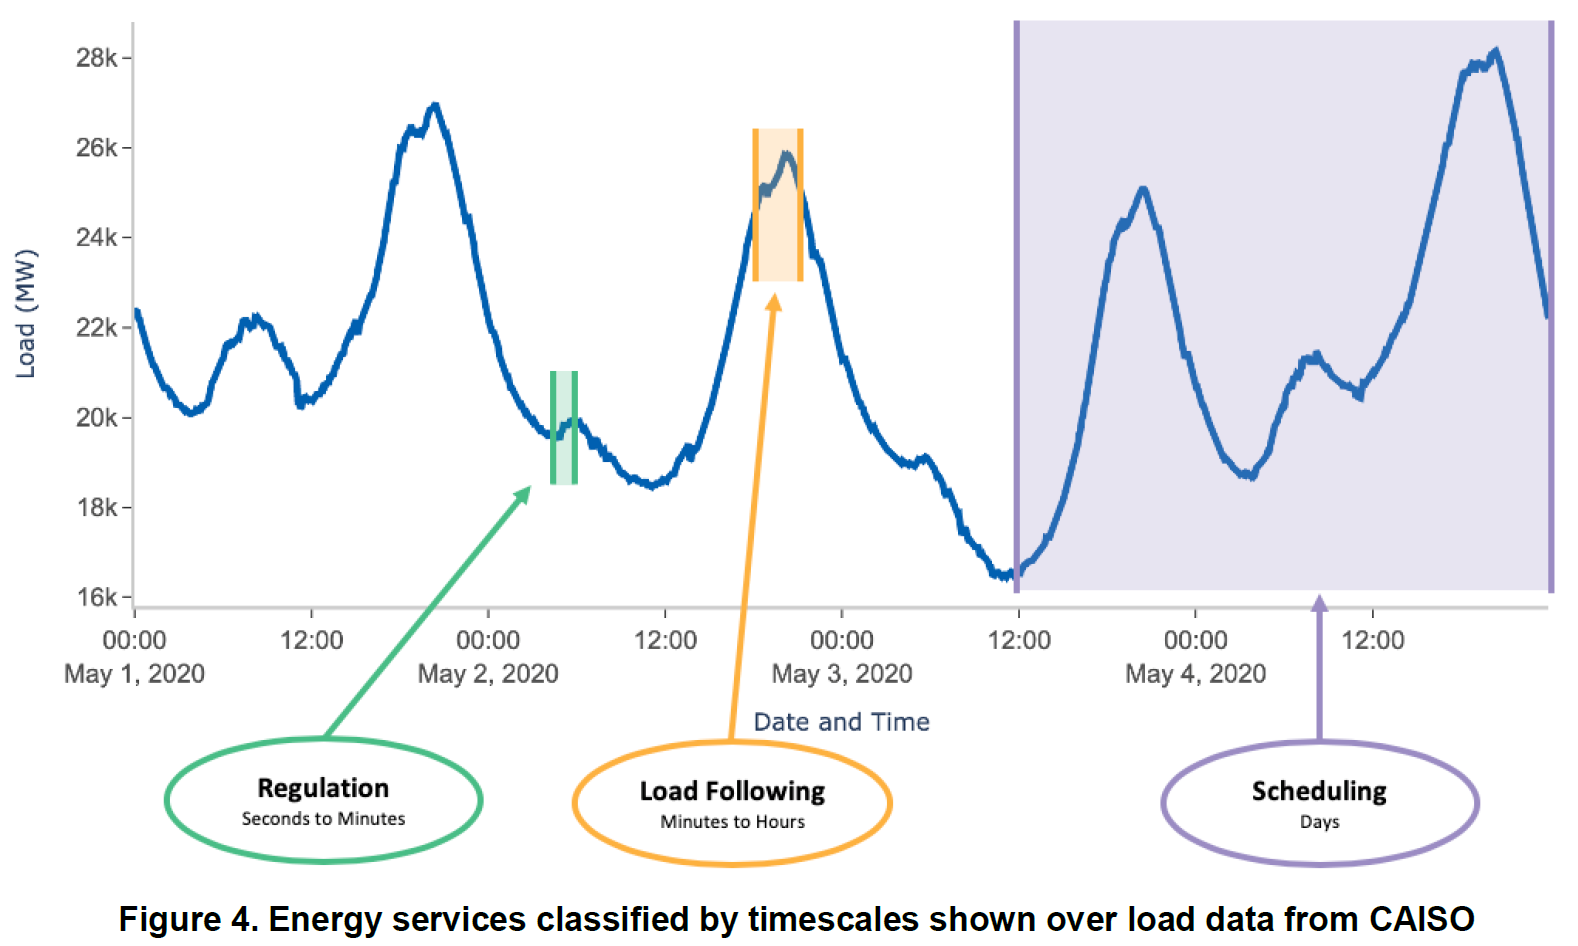 28k
26k
24k
22k
20k
18k
16k
Load (MW)
00:00 12:00 00:00 12:00 00:00 12:00 00:00 12:00
May 1, 2020 May 2, 2020 May 3, 2020 May 4, 2020
Date and Time
Regulation
Seconds to Minutes
Load Following
Minutes to Hours
Scheduling
Days
Figure 4. Energy services classified by timescales shown over load data from CAISO